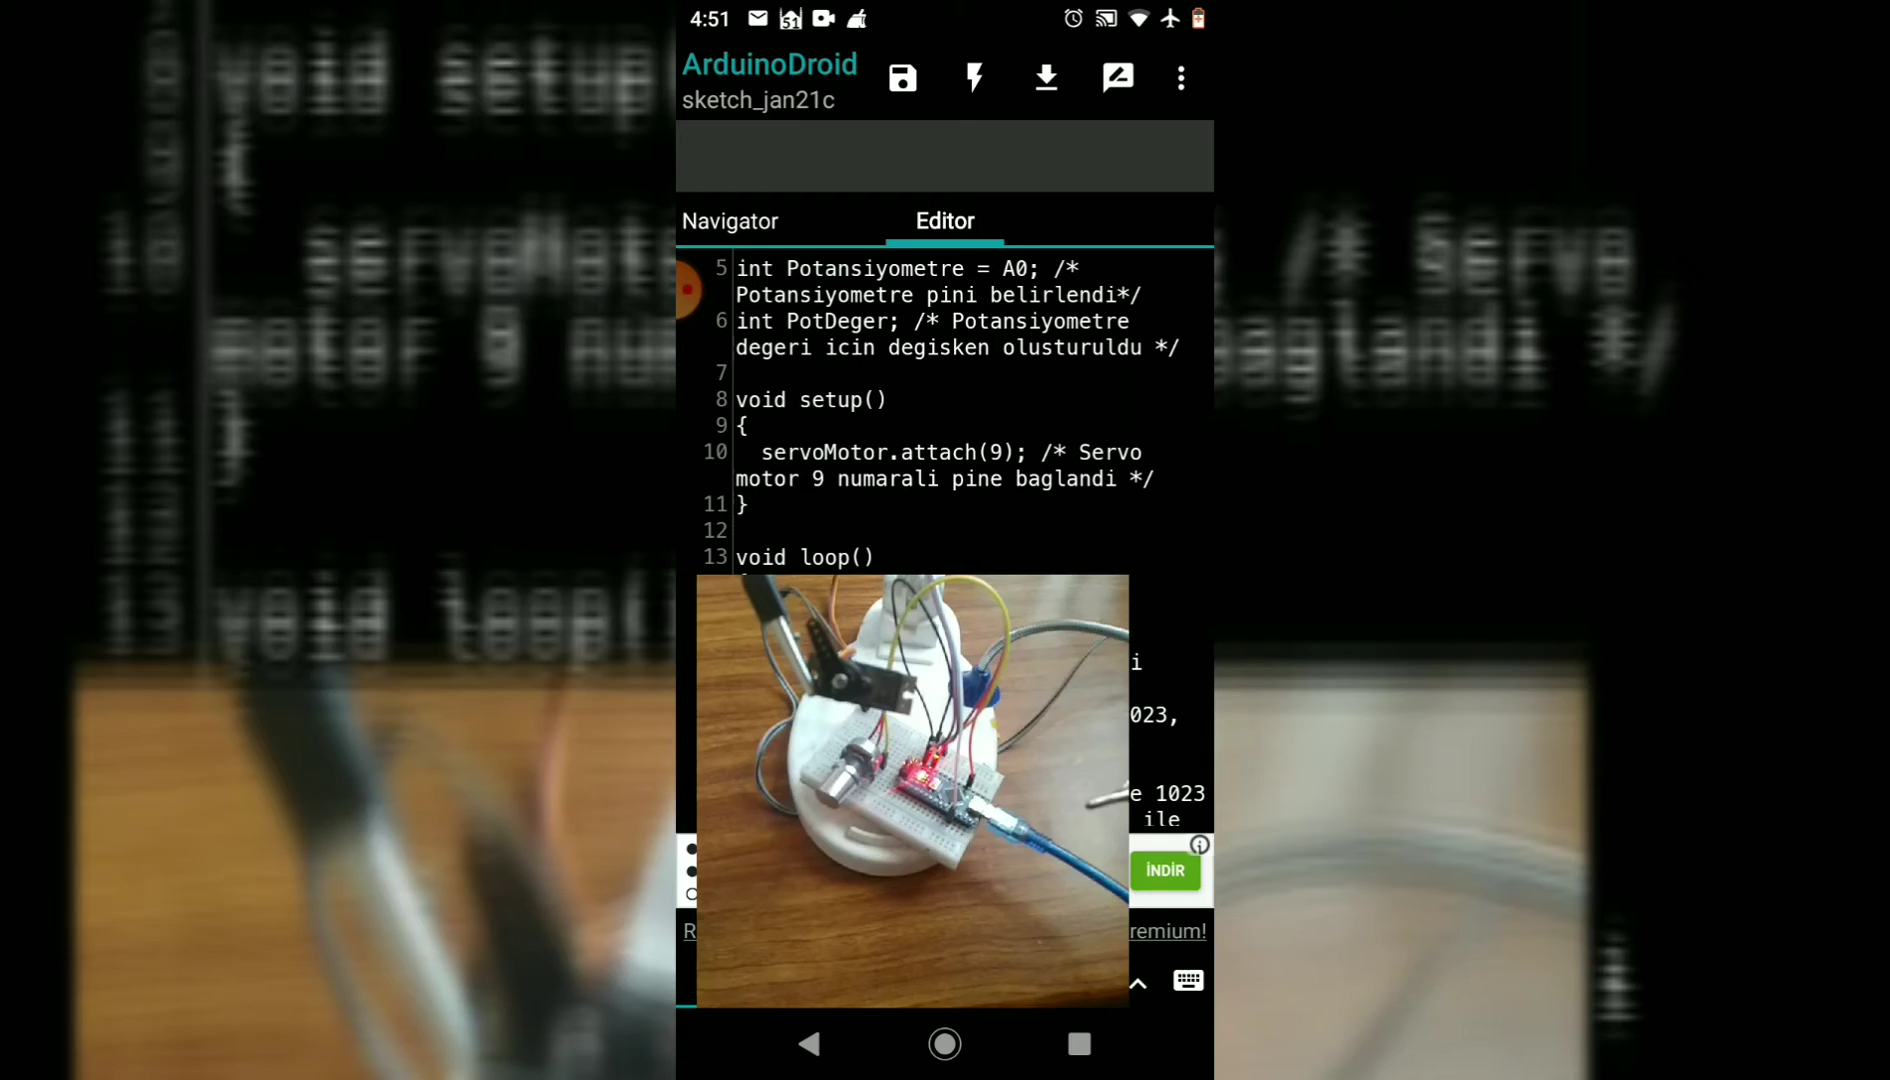 4:51
51
ArduinoDroid
sketch_jan21c
Navigator
Editor
5 int Potansiyometre = A0; /*
Potansiyometre pini belirlendi*/
6 int PotDeger; /* Potansiyometre
degeri icin degisken olusturuldu */
7
8 void setup()
9 {
10 servoMotor.attach(9); /* Servo
motor 9 numarali pine baglandi */
11 }
12
13 void loop()
i
023,
e 1023
ile
İNDİR
R
remium!